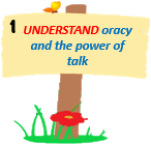 1
UNDERSTAND oracy
and the power of
talk